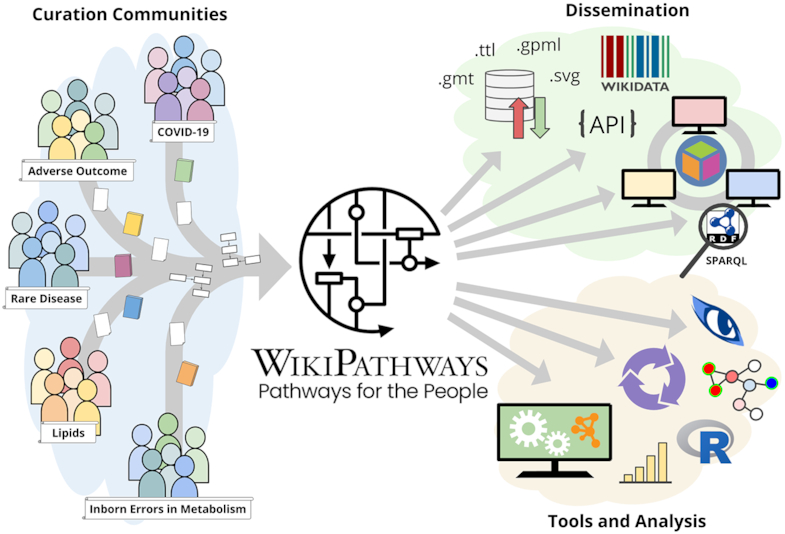 Curation Communities
COVID-19
Adverse Outcome
Rare Disease
Lipids
Inborn Errors in Metabolism
WIKIPATHWAYS
Pathways for the People
Dissemination
.ttl
.gpml
.gmt
.svg
WIKIDATA
{API}
RDF
SPARQL
R
Tools and Analysis